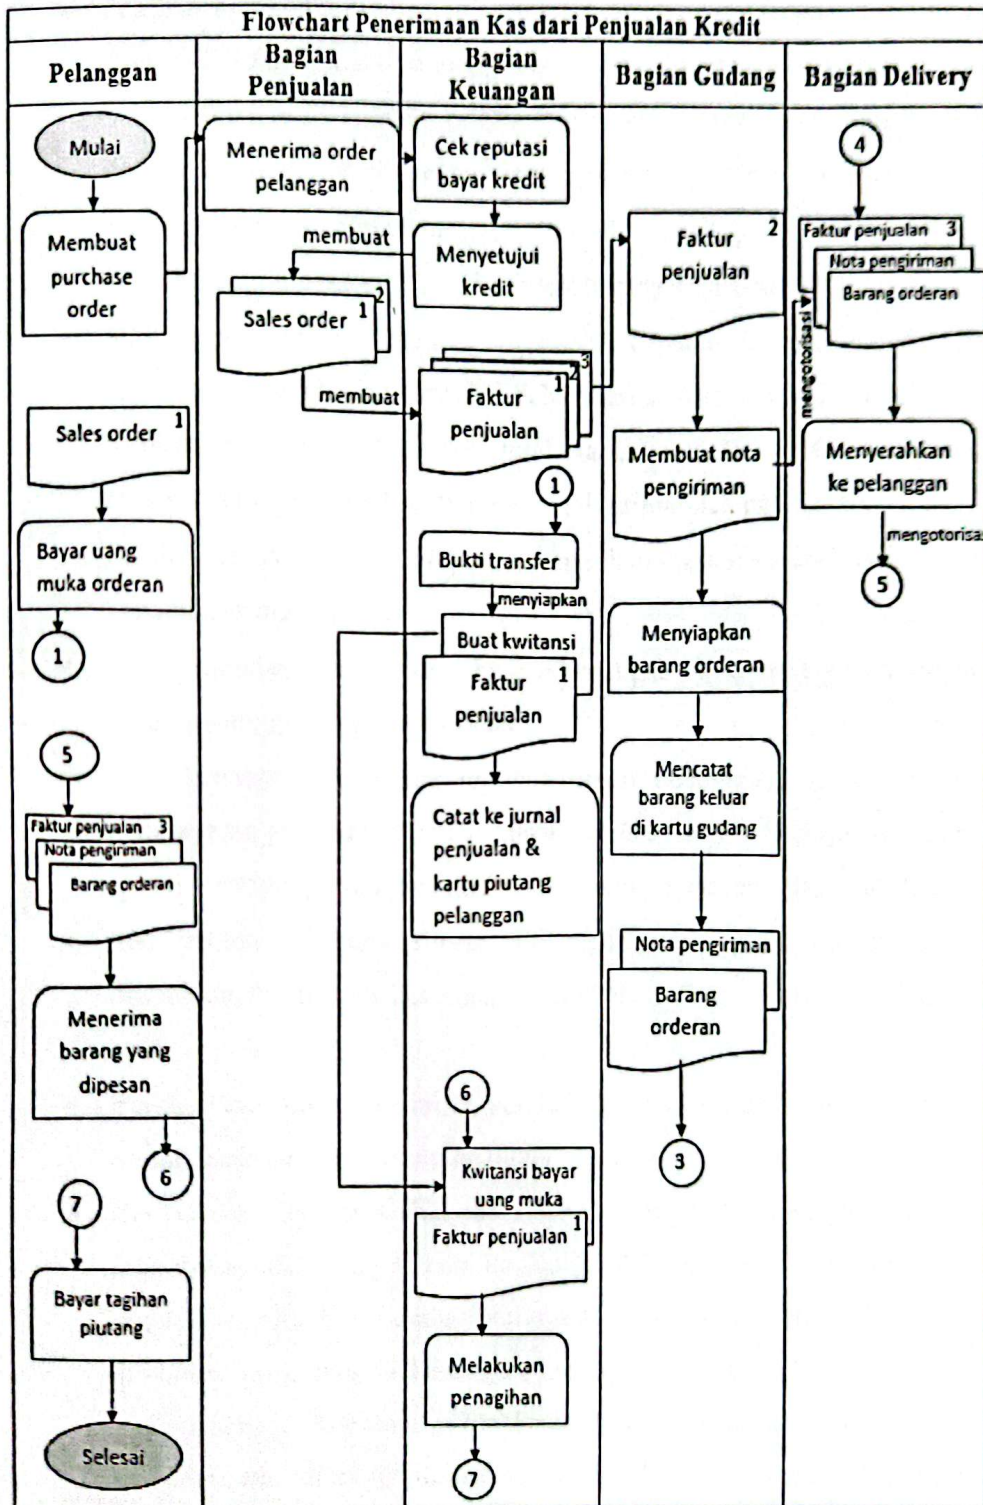 Flowchart Penerimaan Kas dari Penjualan Kredit
Pelanggan
Bagian
Penjualan
Bagian
Keuangan
Bagian Gudang
Bagian Delivery
Mulai
Membuat
purchase
order
Sales order 1
Bayar uang
muka orderan
1
5
Faktur penjualan 3
Nota pengiriman
Barang orderan
Menerima
barang yang
dipesan
6
7
Bayar tagihan
piutang
Selesai
Menerima order
pelanggan
membuat
2
Sales order 1
membuat
Cek reputasi
bayar kredit
Menyetujui
kredit
3
2
1
Faktur
penjualan
1
Bukti transfer
menyiapkan
Buat kwitansi
Faktur 1
penjualan
Catat ke jurnal
penjualan &
kartu piutang
pelanggan
6
Kwitansi bayar
uang muka
Faktur penjualan 1
Melakukan
penagihan
7
Faktur 2
penjualan
Membuat nota
pengiriman
Menyiapkan
barang orderan
Mencatat
barang keluar
di kartu gudang
Nota pengiriman
Barang
orderan
3
4
Faktur penjualan 3
Nota pengiriman
Barang orderan
mengotorisasi
Menyerahkan
ke pelanggan
mengotorisas
5